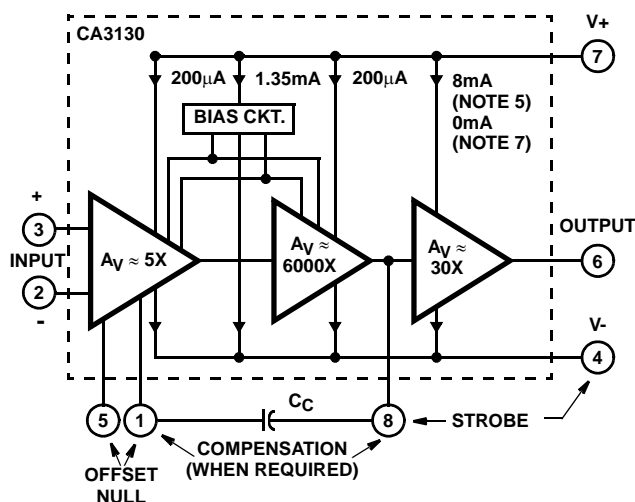 CA3130
V+
7
200µA
1.35mA
200µA
8mA
(NOTE 5)
0mA
(NOTE 7)
BIAS CKT.
+
3
INPUT
2
-
AV ≈ 5X
AV ≈
6000X
AV ≈
30X
OUTPUT
6
V-
4
5
1
CC
8
STROBE
COMPENSATION
(WHEN REQUIRED)
OFFSET
NULL